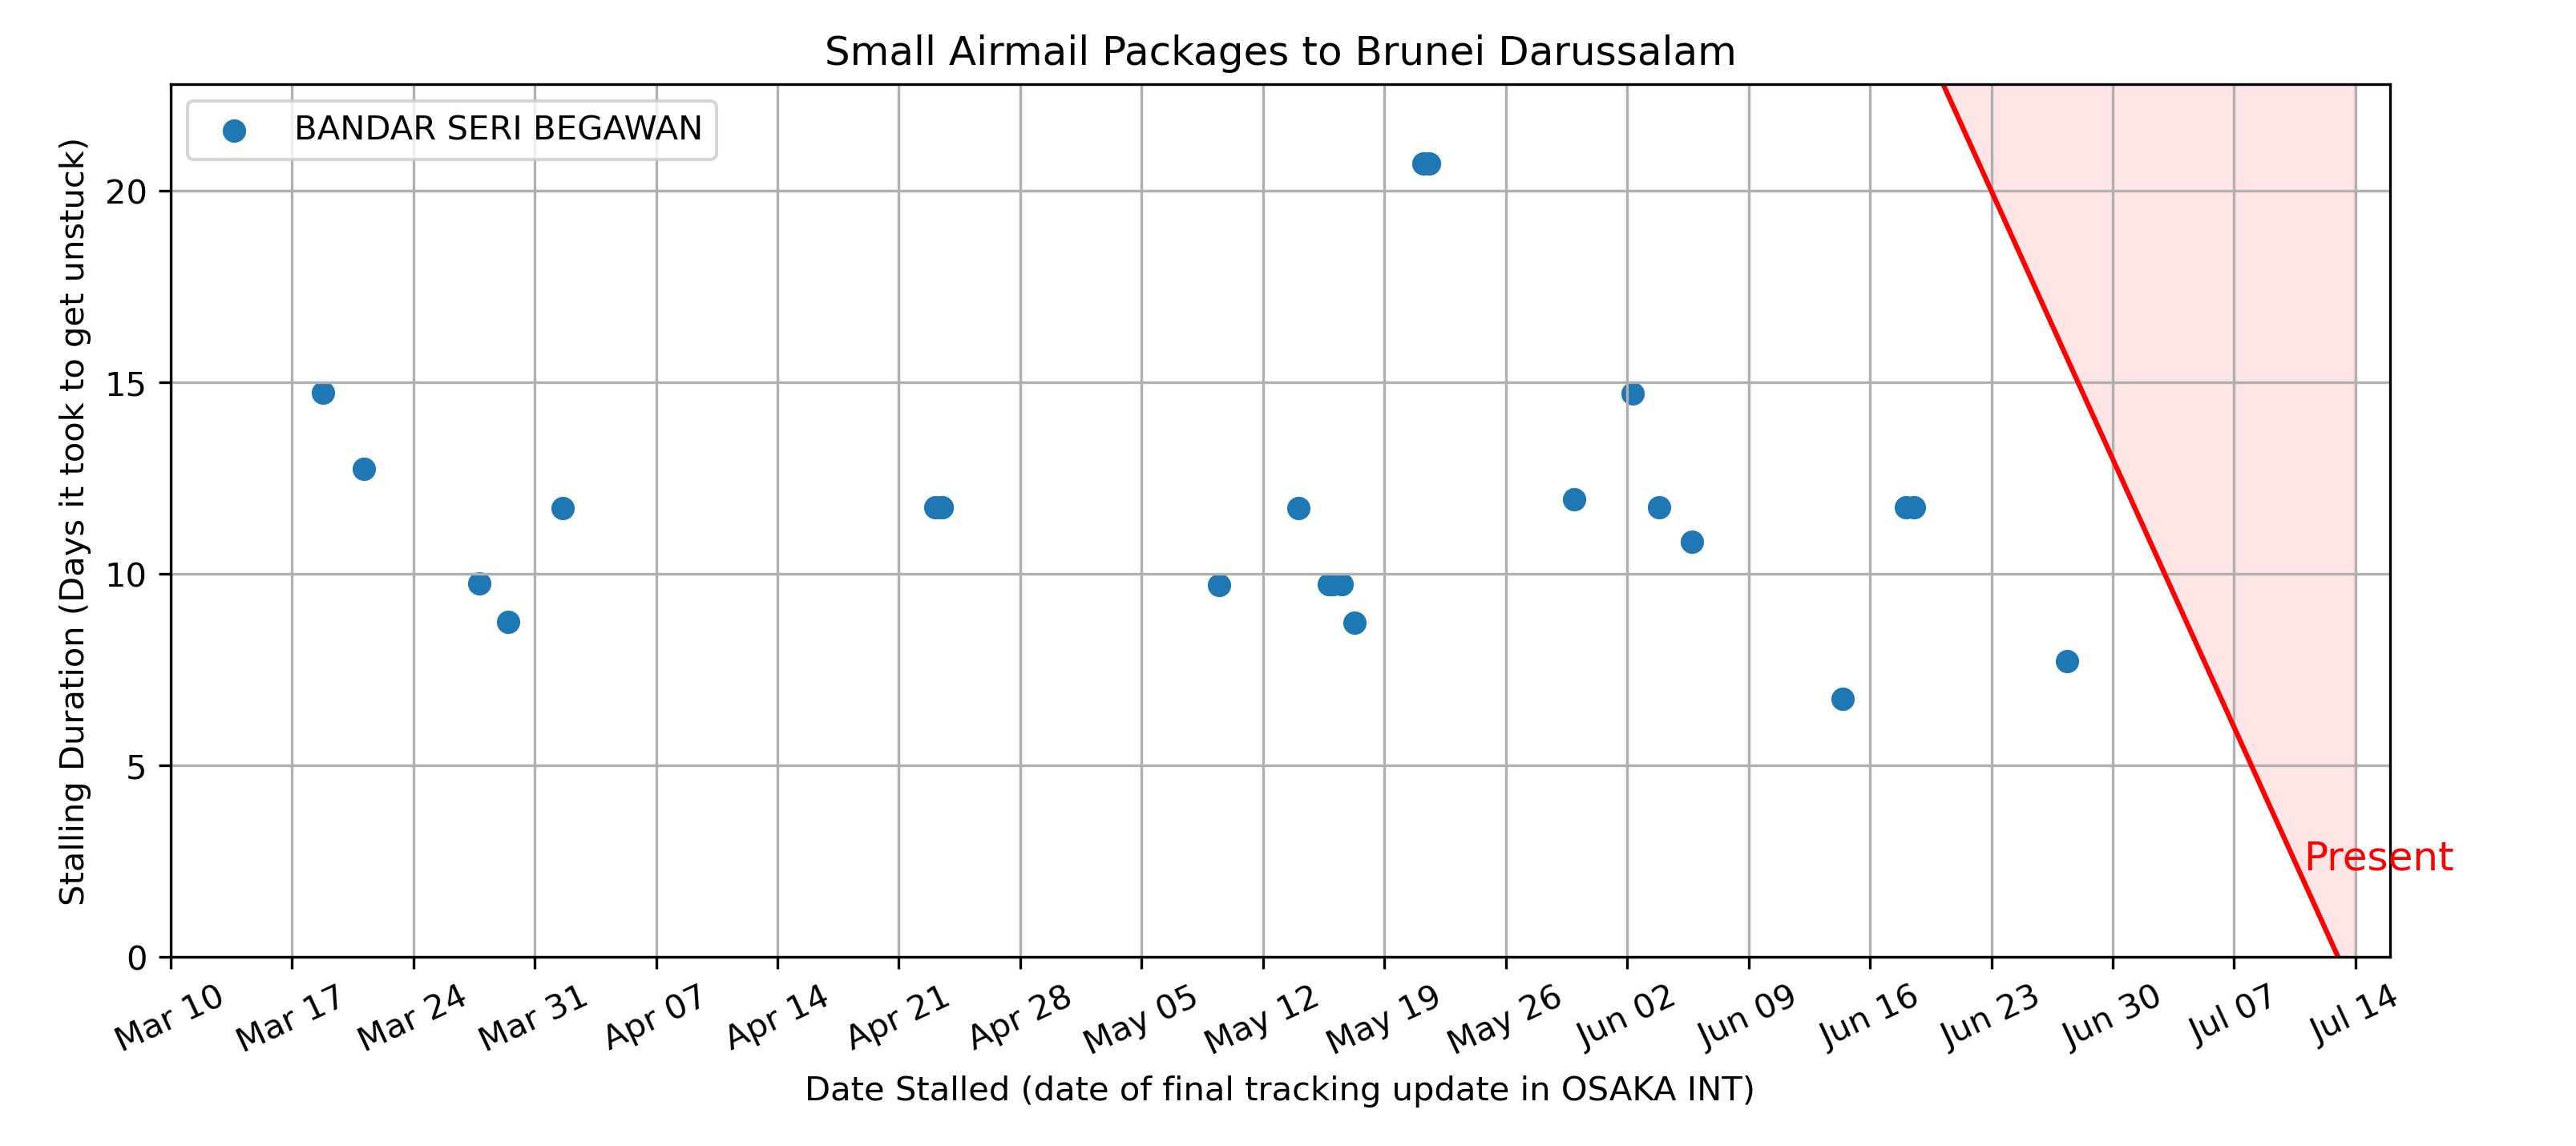 Small Airmail Packages to Brunei Darussalam
BANDAR SERI BEGAWAN
Stalling Duration (Days it took to get unstuck)
20
15
10
5
0
Present
Mar 10 Mar 17 Mar 24 Mar 31 Apr 07 Apr 14 Apr 21 Apr 28 May 05 May 12 May 19 May 26 Jun 02 Jun 09 Jun 16 Jun 23 Jun 30 Jul 07 Jul 14
Date Stalled (date of final tracking update in OSAKA INT)